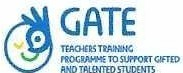 GATE
TEACHERS TRAINING
PROGRAMME TO SUPPORT GIFTED
AND TALENTED STUDENTS